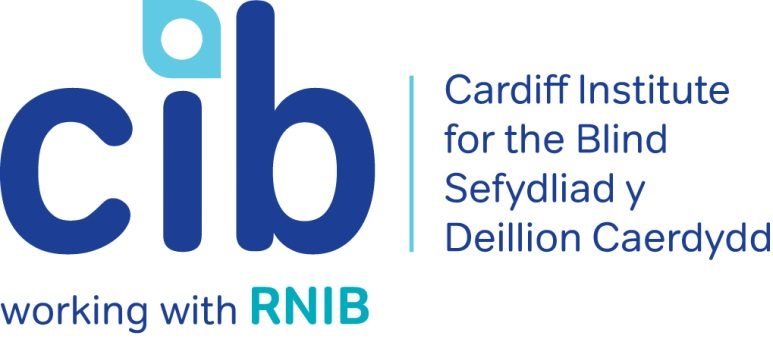 cib
Cardiff Institute
for the Blind
Sefydliad y
Deillion Caerdydd
working with RNIB